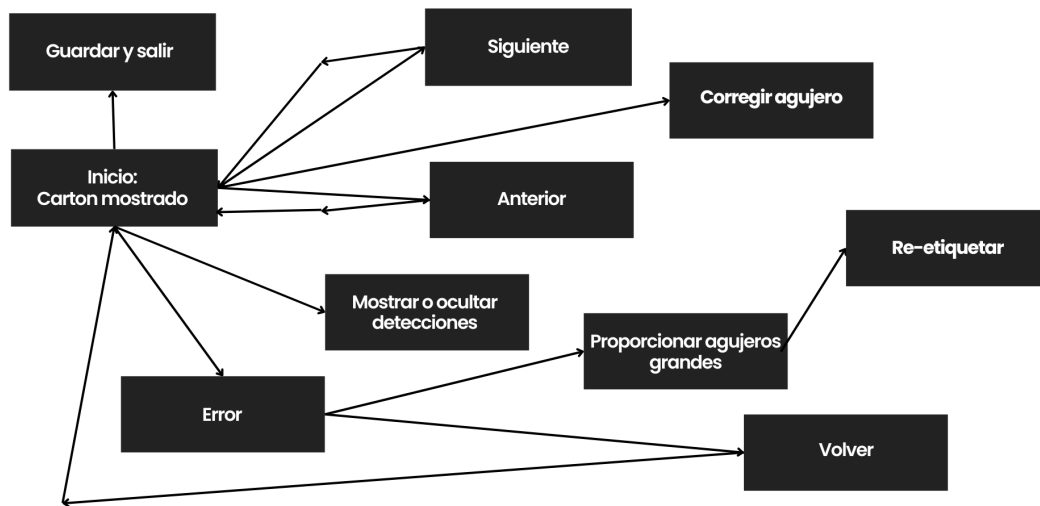 Guardar y salir
Siguiente
Corregir agujero
Inicio:
Carton mostrado
Anterior
Re-etiquetar
Mostrar o ocultar
detecciones
Proporcionar agujeros
grandes
Error
Volver